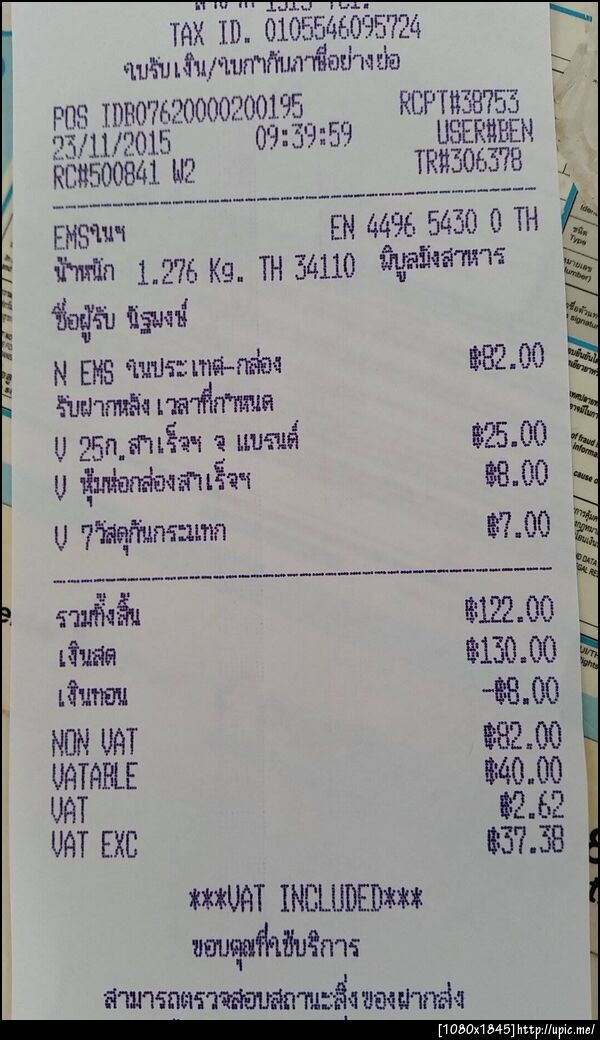 TAX ID. 0105546095724
ใบรับเงิน/ใบกำกับภาษีอย่างย่อ
POS IDB07620000200195 RCPT#38753
23/11/2015 09:39:59 USER#BEN
RC#500841 W2 TR#306378
EMSในฯ EN 4496 5430 0 TH
น้ำหนัก 1.276 Kg. TH 34110 พิบูลมังสาหาร
ชื่อผู้รับ นัฐพงษ์
N EMS ในประเทศ-กล่อง ฿82.00
รับฝากหลังเวลาที่กำหนด
V 25ก.สำเร็จฯ จ แบรนด์ ฿25.00
V หุ้มห่อกล่องสำเร็จฯ ฿8.00
V 7วัสดุกันกระแทก ฿7.00
รวมทั้งสิ้น ฿122.00
เงินสด ฿130.00
เงินทอน -฿8.00
NON VAT ฿82.00
VATABLE ฿40.00
VAT ฿2.62
VAT EXC ฿37.38
***VAT INCLUDED***
ขอบคุณที่ใช้บริการ
สามารถตรวจสอบสถานะสิ่งของฝากส่ง
[1080x1845]http://upic.me/